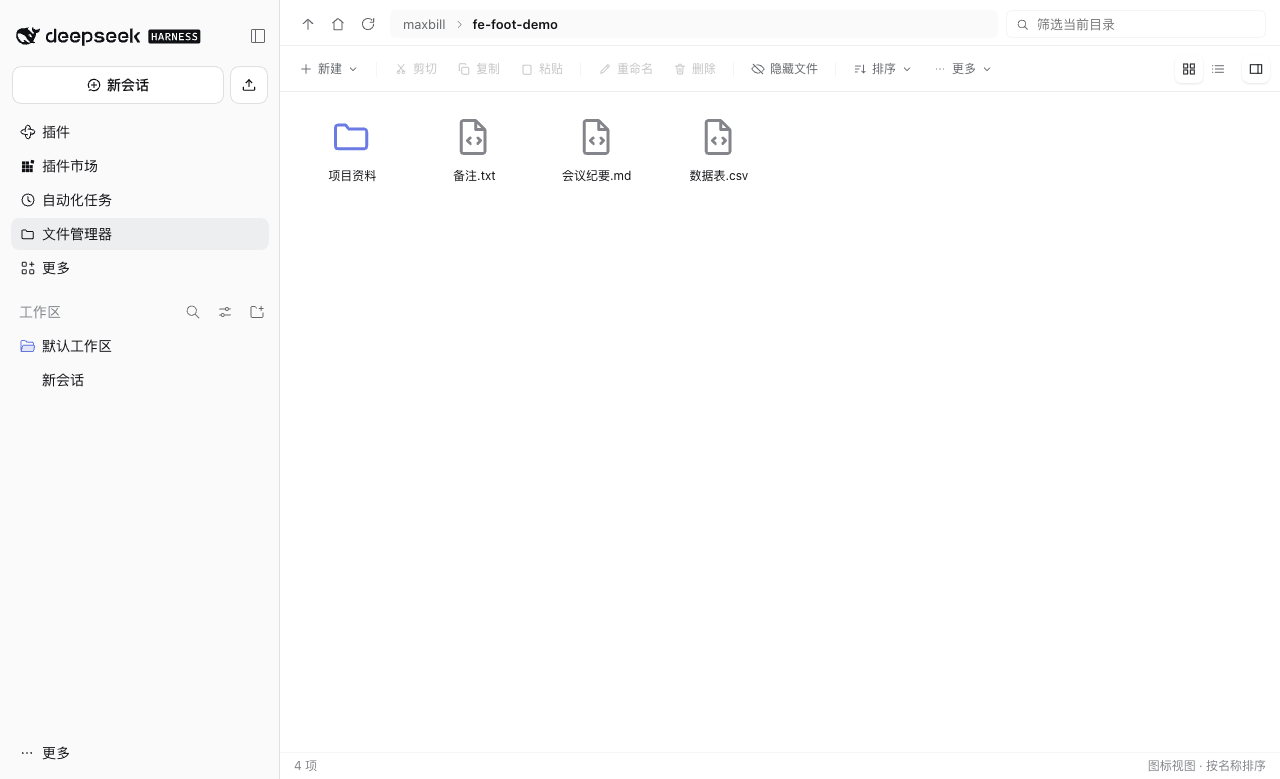 deepseek HARNESS
新会话
插件
插件市场
自动化任务
文件管理器
更多
工作区
默认工作区
新会话
更多
maxbill > fe-foot-demo
筛选当前目录
新建
剪切
复制
粘贴
重命名
删除
隐藏文件
排序
更多
项目资料
备注.txt
会议纪要.md
数据表.csv
4 项
图标视图 · 按名称排序